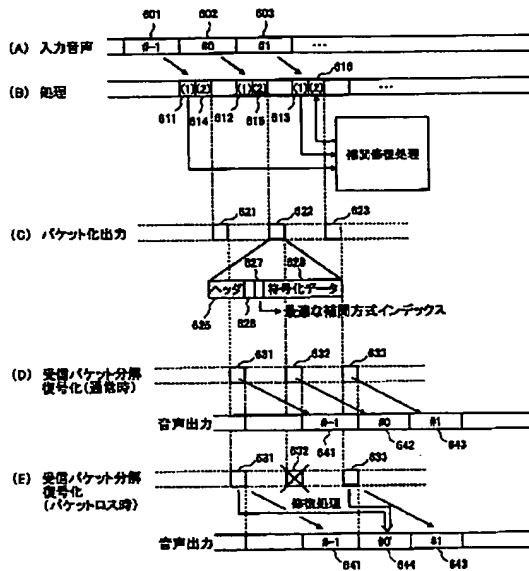 601 602 603
(A) 入力音声 #-1 #0 #1 ...
616
(B) 処理 (1) (2) (1) (2) (1) (2) ...
611 614 612 615 613
補間修復処理
621 622 623
(C) パケット化出力
627 628
ヘッダ 符号化データ
625 626 最適な補間方式インデックス
631 632 633
(D) 受信パケット分解
復号化(通常時)
音声出力 #-1 #0 #1
641 642 643
631 632 633
(E) 受信パケット分解
復号化
(パケットロス時)
修復処理
音声出力 #-1 #0' #1
641 644 643